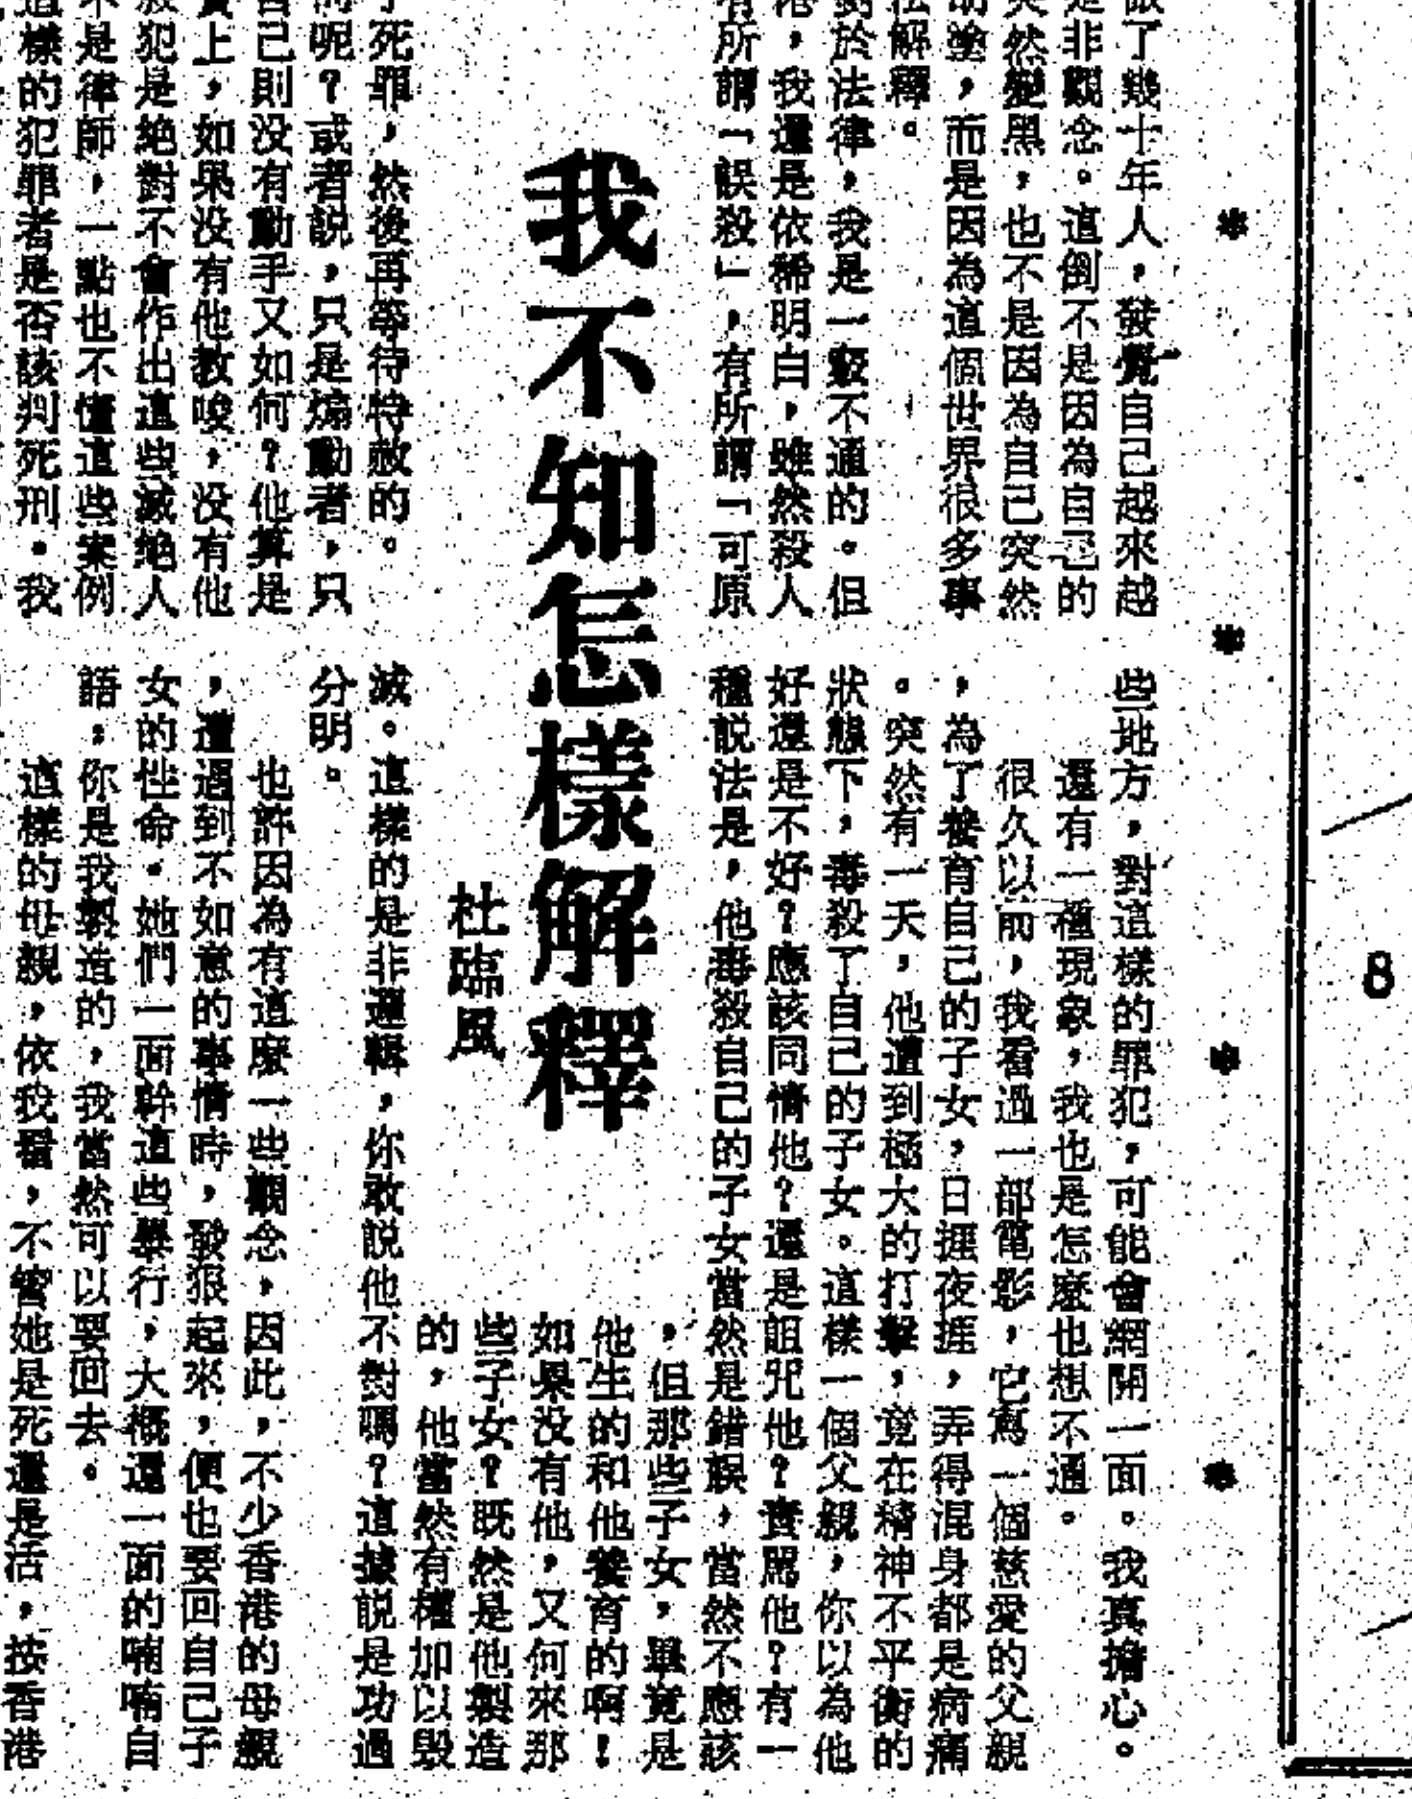 我不知怎樣解釋
杜臨風
做了幾十年人，發覺自己越來越
是非觀念。這倒不是因為自己的
突然變黑，也不是因為自己突然
塗，而是因為這個世界很多事
法解釋。
對於法律，我是一竅不通的。但
港，我還是依稀明白，雖然殺人
有所謂「誤殺」，有所謂「可原
死罪，然後再等待特赦的。
呢？或者説，只是煽動者，只
自己則没有動手又如何？他算是
實上，如果没有他教唆，没有他
殺犯是絶對不會作出這些滅絶人
不是律師，一點也不懂這些案例
這樣的犯罪者是否該判死刑。我
些地方，對這樣的罪犯，可能會網開一面。我真擔心。
還有一種現象，我也是怎麼也想不通。
很久以前，我看過一部電影，它寫一個慈愛的父親
，為了養育自己的子女，日捱夜捱，弄得混身都是病痛
。突然有一天，他遭到極大的打擊，竟在精神不平衡的
狀態下，毒殺了自己的子女。這樣一個父親，你以為他
好還是不好？應該同情他？還是詛咒他？責駡他？有一
種説法是，他毒殺自己的子女當然是錯誤，當然不應該
，但那些子女，畢竟是
他生的和他養育的啊！
如果没有他，又何來那
些子女？既然是他製造
的，他當然有權加以毀
滅。這樣的是非邏輯，你敢説他不對嗎？這據説是功過
分明。
也許因為有這麼一些觀念，因此，不少香港的母親
，遭遇到不如意的事情時，發狠起來，便也要回自己子
女的性命。她們一面幹這些舉行，大概還一面的喃喃自
語：你是我製造的，我當然可以要回去。
這樣的母親，依我看，不管她是死還是活，按香港
8